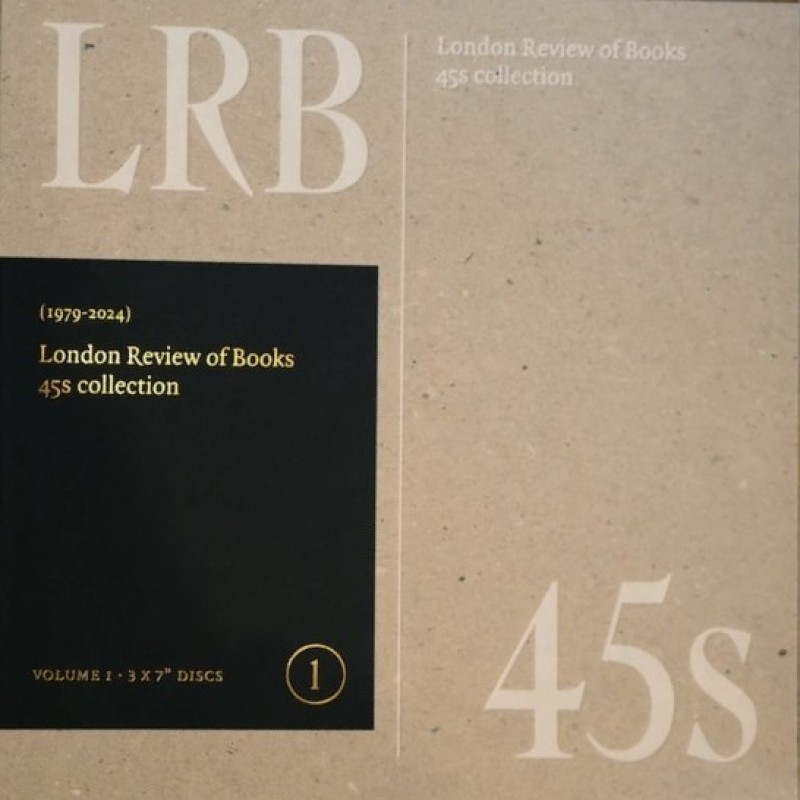 LRB
London Review of Books
45s collection
(1979-2024)
London Review of Books
45s collection
VOLUME 1 · 3 X 7" DISCS
1
45s